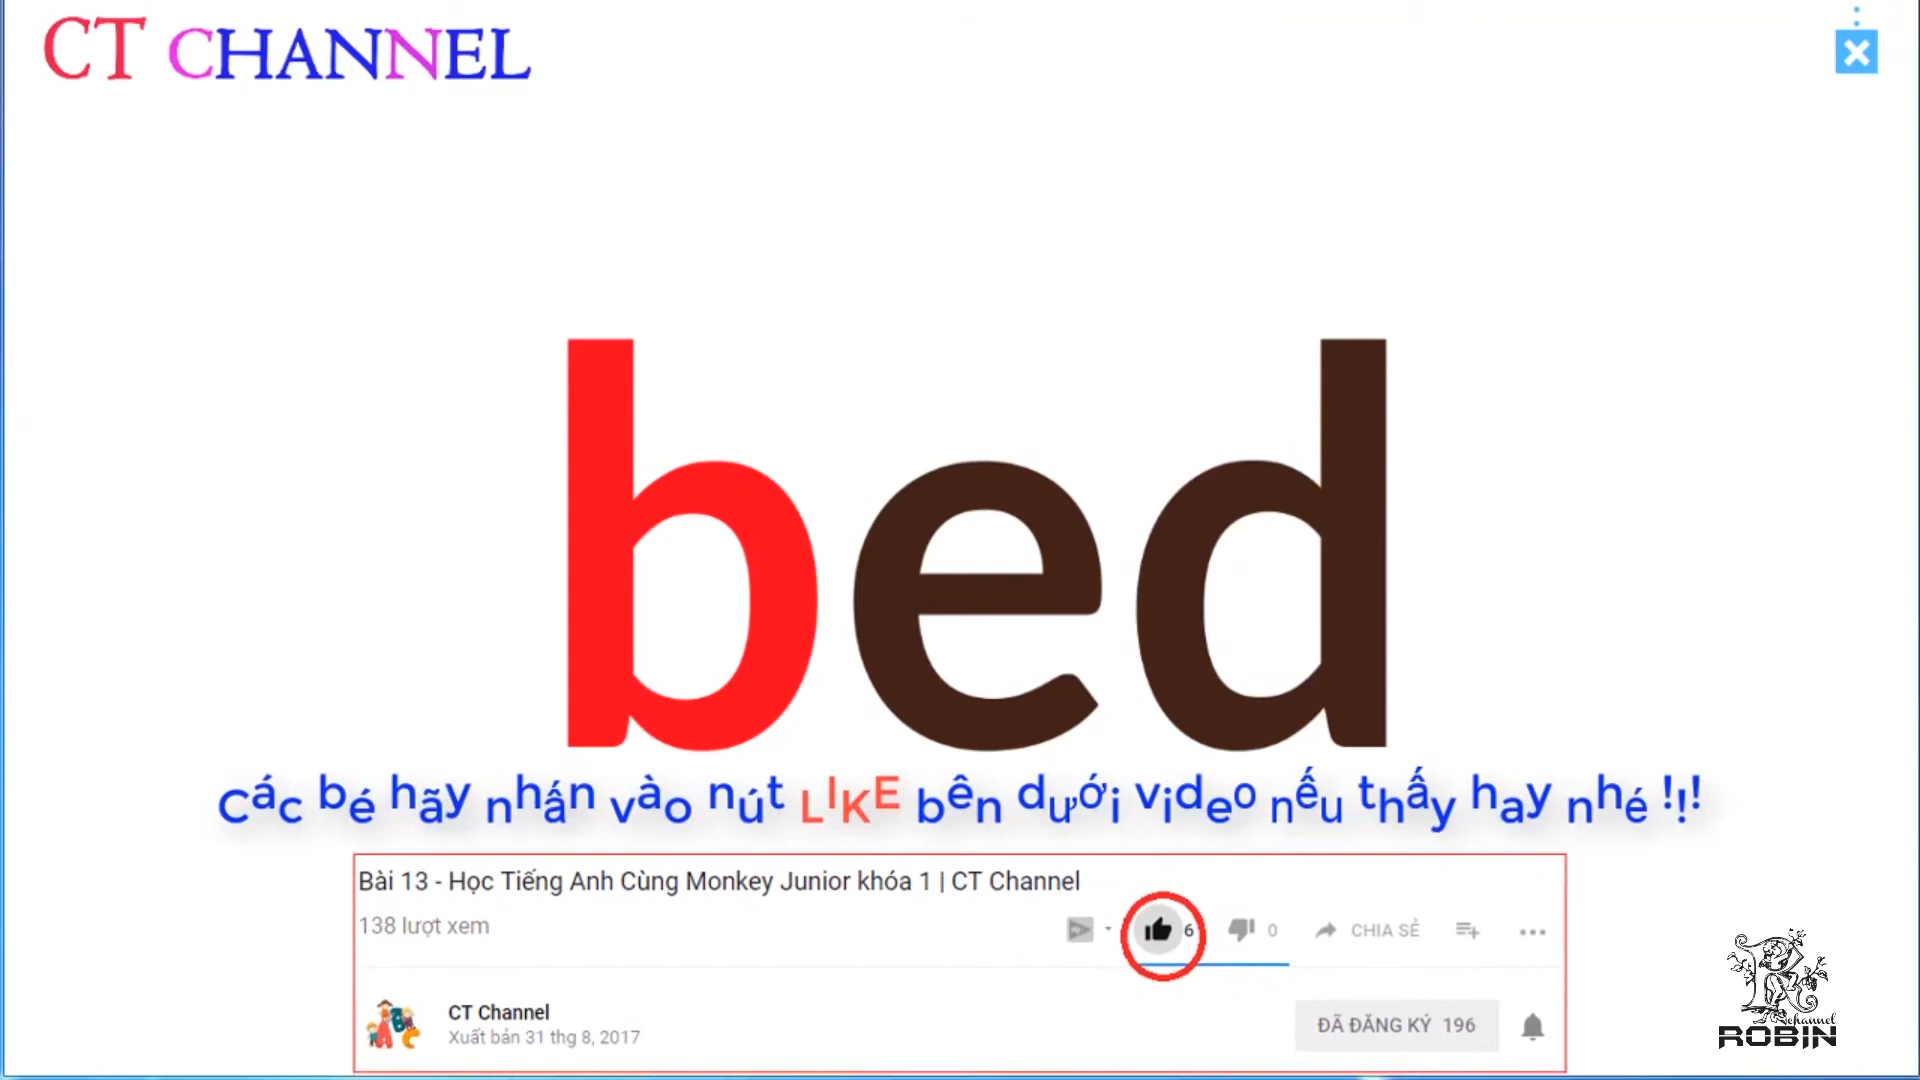 CT CHANNEL
bed
Các bé hãy nhấn vào nút LIKE bên dưới video nếu thấy hay nhé !!!
Bài 13 - Học Tiếng Anh Cùng Monkey Junior khóa 1 | CT Channel
138 lượt xem
6 0 CHIA SẺ
CT Channel
Xuất bản 31 thg 8, 2017
ĐÃ ĐĂNG KÝ 196
channel
ROBIN